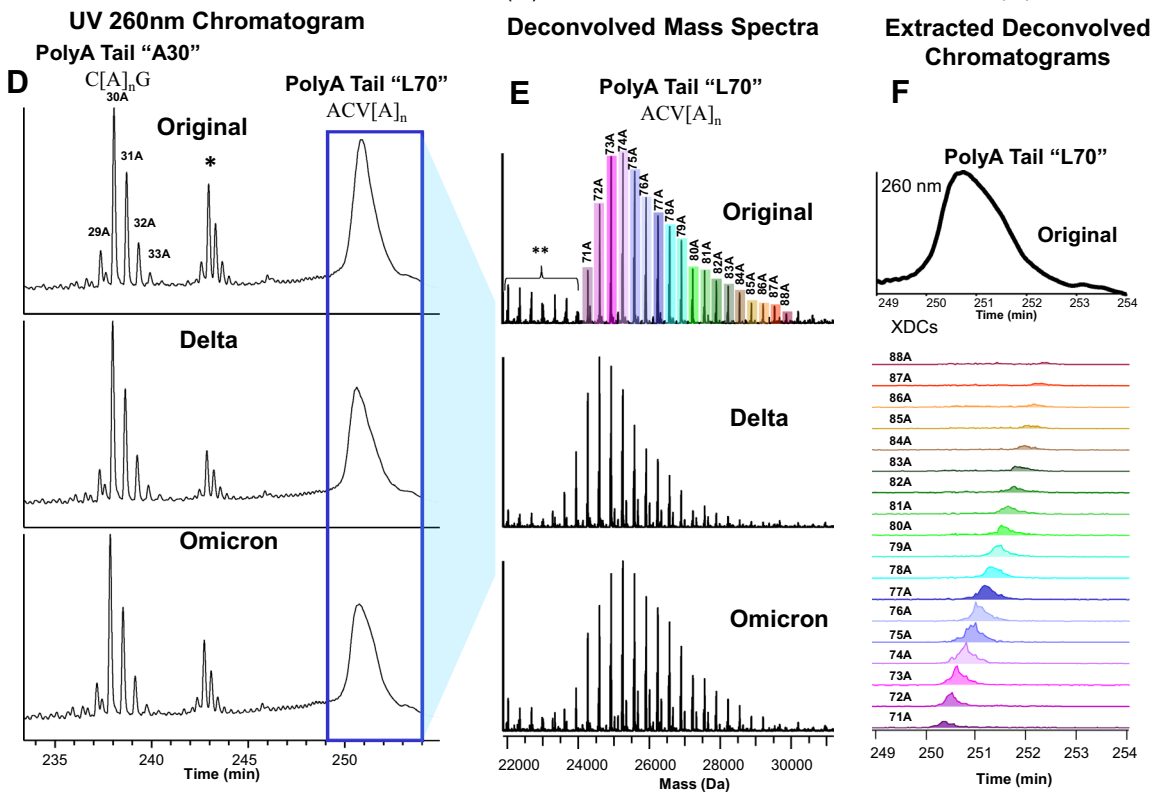 UV 260nm Chromatogram
PolyA Tail “A30”
D
C[A]nG
30A
31A
29A
32A
33A
Original
*
PolyA Tail “L70”
ACV[A]n
Delta
Omicron
235
240
250
Time (min)
Deconvolved Mass Spectra
E
PolyA Tail “L70”
ACV[A]n
**
71A
72A
73A
74A
75A
76A
77A
78A
79A
80A
81A
82A
83A
84A
85A
86A
87A
88A
Original
Delta
Omicron
22000
24000
26000
28000
30000
Mass (Da)
Extracted Deconvolved
Chromatograms
F
PolyA Tail “L70”
260 nm
Original
249
250
251
252
253
254
Time (min)
XDCs
88A
87A
86A
85A
84A
83A
82A
81A
80A
79A
78A
77A
76A
75A
74A
73A
72A
71A
249
250
251
252
253
254
Time (min)